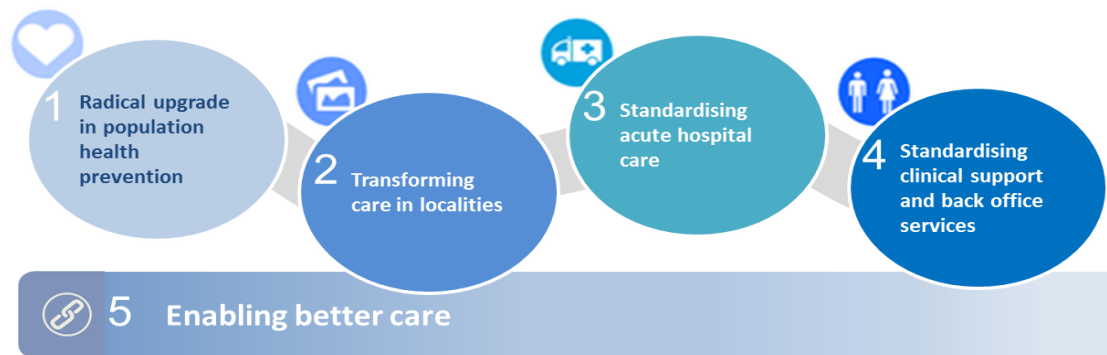 1
Radical upgrade
in population
health
prevention
2
Transforming
care in localities
3
Standardising
acute hospital
care
4
Standardising
clinical support
and back office
services
5 Enabling better care